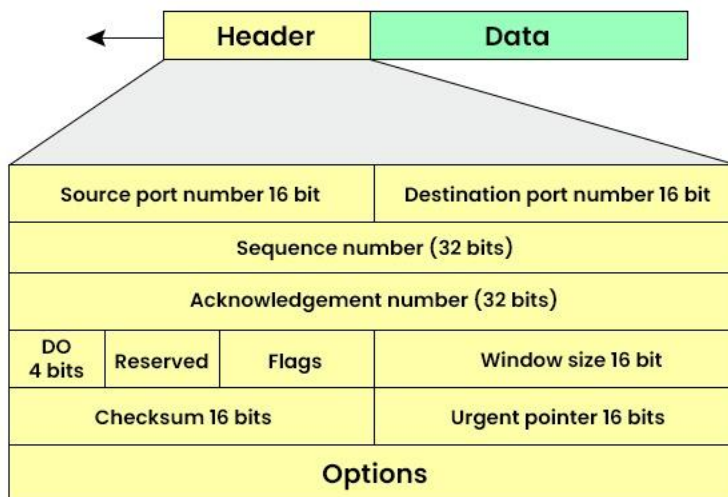 Header
Data
Source port number 16 bit
Destination port number 16 bit
Sequence number (32 bits)
Acknowledgement number (32 bits)
DO
4 bits
Reserved
Flags
Window size 16 bit
Checksum 16 bits
Urgent pointer 16 bits
Options